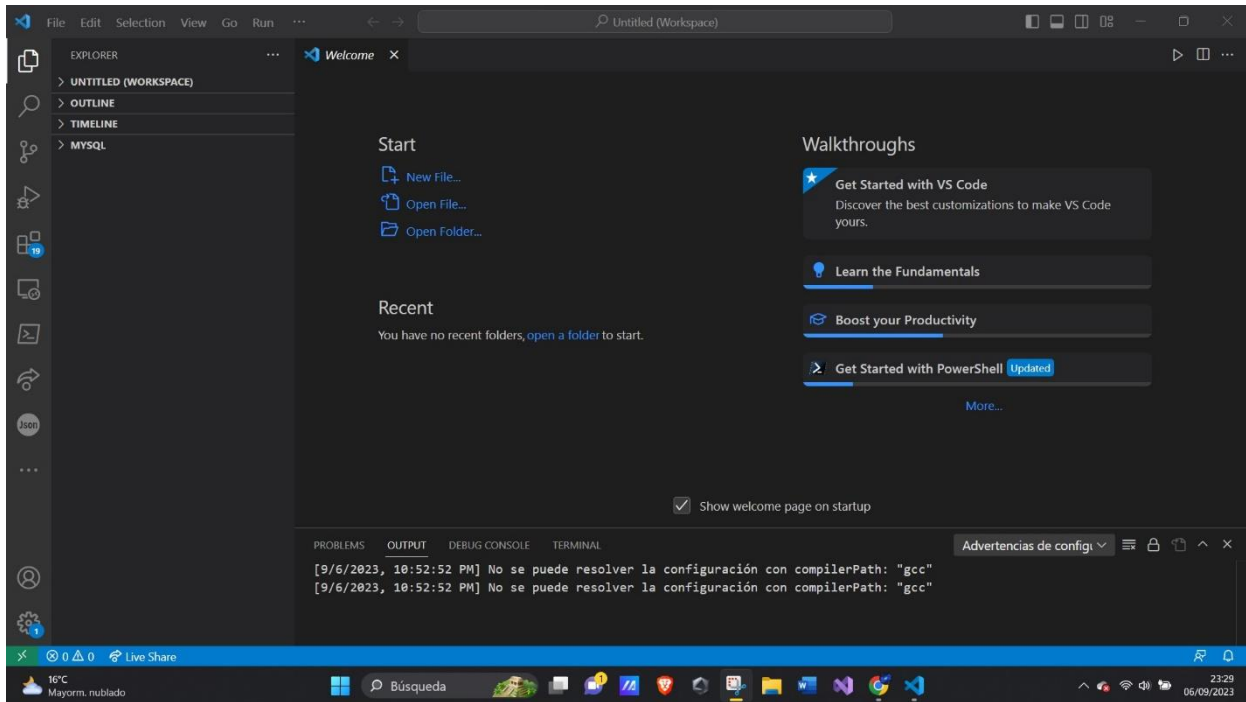 File Edit Selection View Go Run ··· Untitled (Workspace)
EXPLORER ···
UNTITLED (WORKSPACE)
OUTLINE
TIMELINE
MYSQL
19
Json
1
Welcome
Start
New File...
Open File...
Open Folder...
Recent
You have no recent folders, open a folder to start.
Walkthroughs
Get Started with VS Code
Discover the best customizations to make VS Code
yours.
Learn the Fundamentals
Boost your Productivity
Get Started with PowerShell Updated
More...
Show welcome page on startup
PROBLEMS OUTPUT DEBUG CONSOLE TERMINAL Advertencias de config
[9/6/2023, 10:52:52 PM] No se puede resolver la configuración con compilerPath: "gcc"
[9/6/2023, 10:52:52 PM] No se puede resolver la configuración con compilerPath: "gcc"
0 0 Live Share
16°C
Mayorm. nublado
Búsqueda
1
23:29
06/09/2023